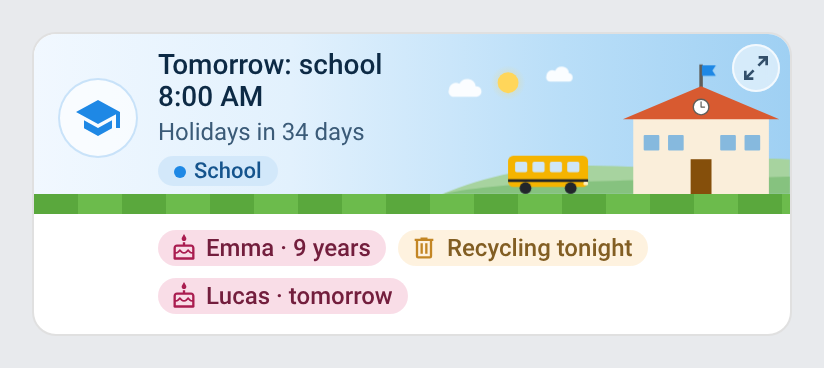 Tomorrow: school
8:00 AM
Holidays in 34 days
School
Emma · 9 years
Recycling tonight
Lucas · tomorrow